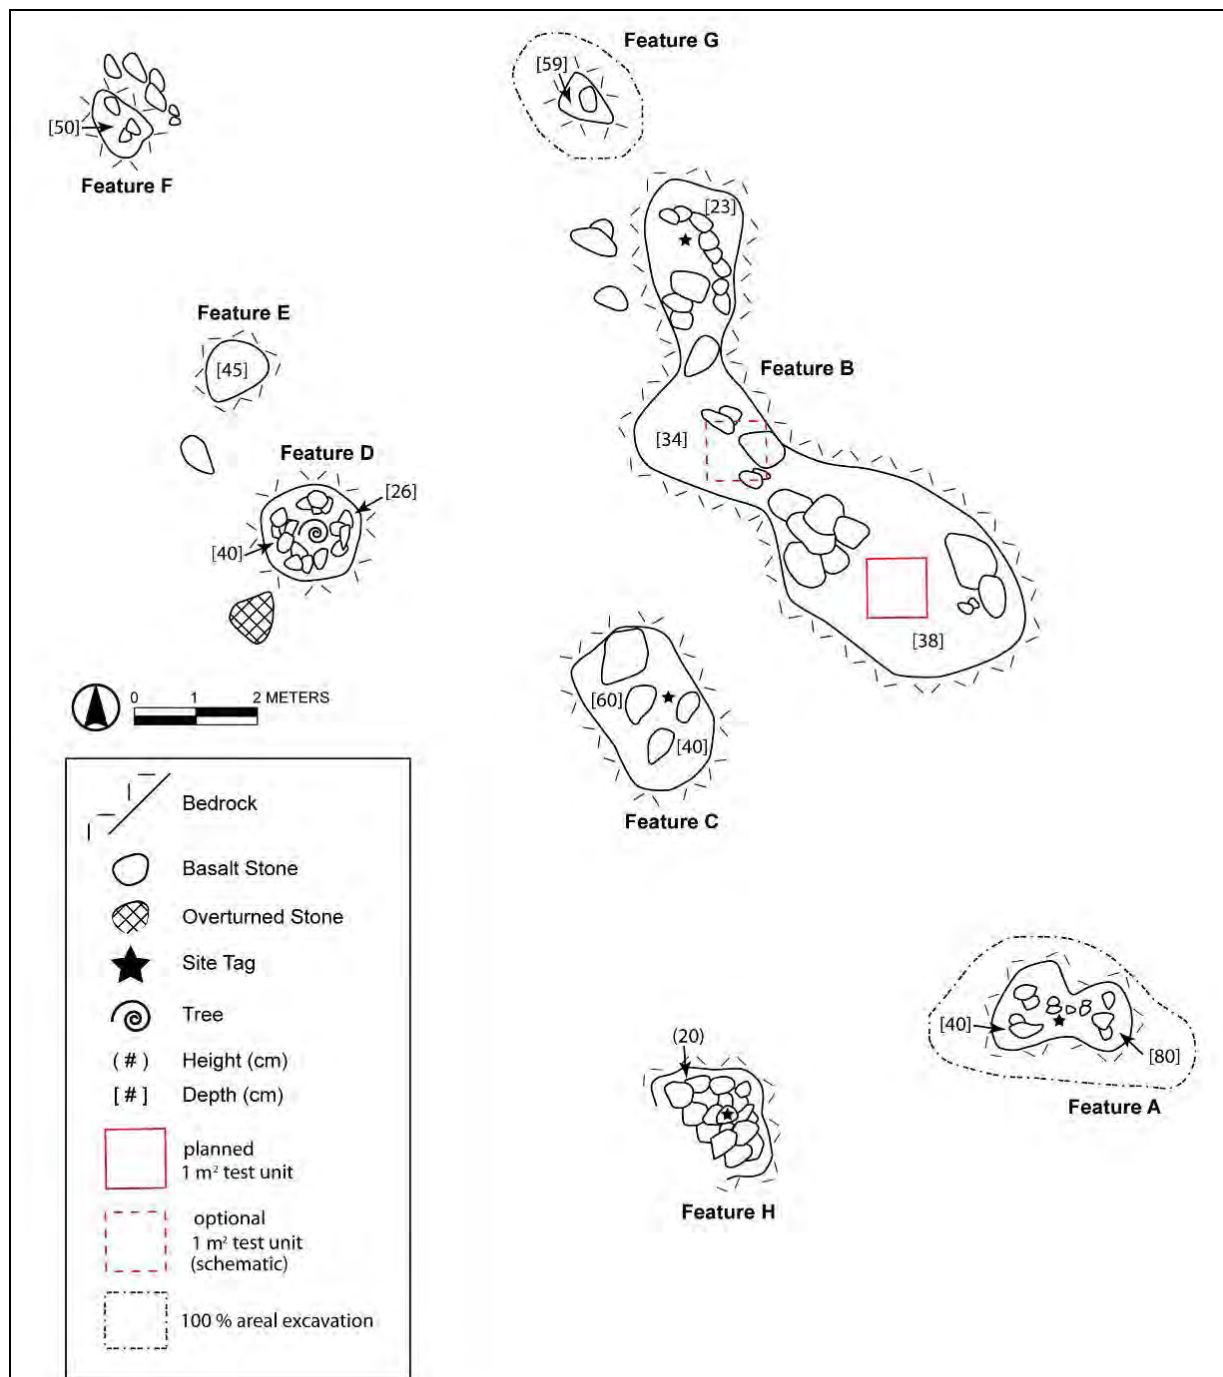 Feature G
[59]
[50]
Feature F
[23]
Feature E
[45]
Feature B
[34]
Feature D
[26]
[40]
[38]
0 1 2 METERS
[60]
[40]
Feature C
Bedrock
Basalt Stone
Overturned Stone
Site Tag
Tree
(#) Height (cm)
[#] Depth (cm)
planned
1 m² test unit
optional
1 m² test unit
(schematic)
100 % areal excavation
[40]
[80]
Feature A
(20)
Feature H